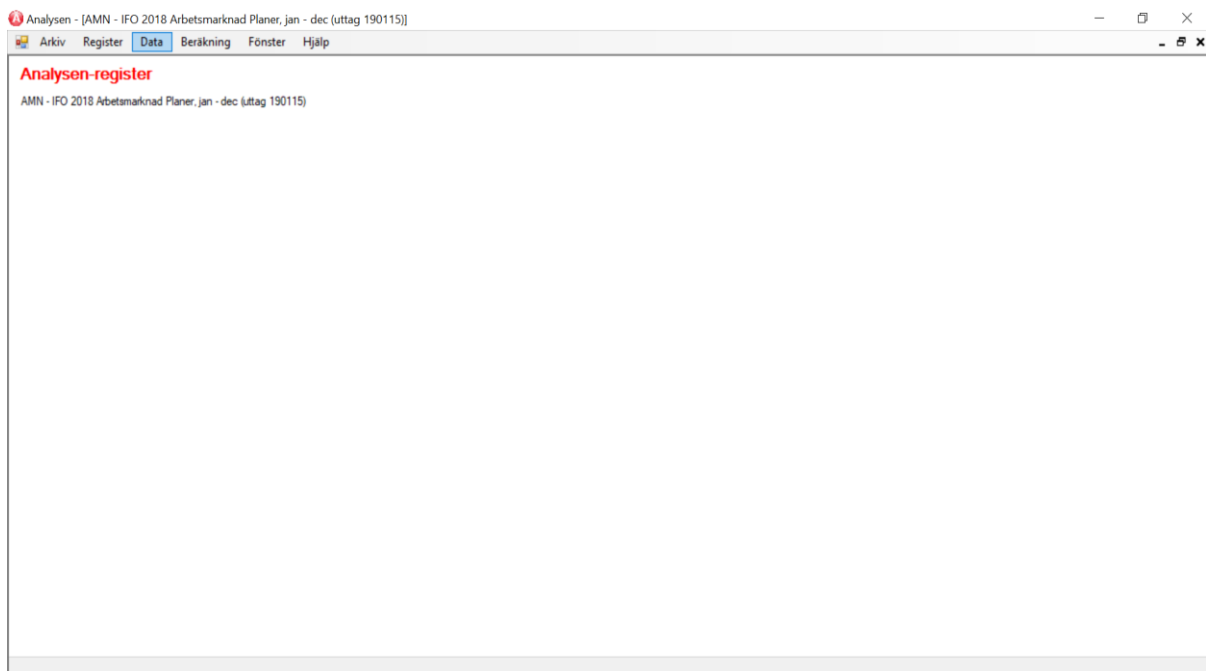 Analysen - [AMN - IFO 2018 Arbetsmarknad Planer, jan - dec (uttag 190115)]
Arkiv Register Data Beräkning Fönster Hjälp
Analysen-register
AMN - IFO 2018 Arbetsmarknad Planer, jan - dec (uttag 190115)